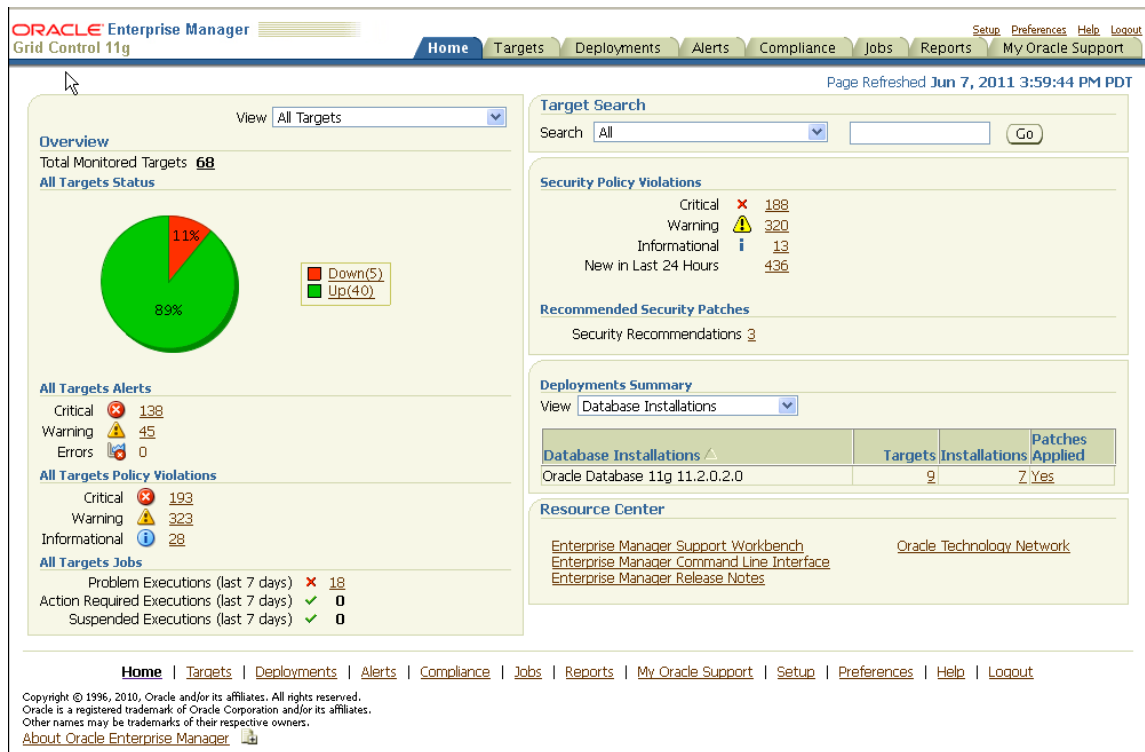 ORACLE Enterprise Manager
Grid Control 11g
Setup Preferences Help Logout
Home Targets Deployments Alerts Compliance Jobs Reports My Oracle Support
Page Refreshed Jun 7, 2011 3:59:44 PM PDT
View All Targets
Overview
Total Monitored Targets 68
All Targets Status
11%
89%
Down(5)
Up(40)
All Targets Alerts
Critical 138
Warning 45
Errors 0
All Targets Policy Violations
Critical 193
Warning 323
Informational 28
All Targets Jobs
Problem Executions (last 7 days) 18
Action Required Executions (last 7 days) 0
Suspended Executions (last 7 days) 0
Target Search
Search All Go
Security Policy Violations
Critical 188
Warning 320
Informational 13
New in Last 24 Hours 436
Recommended Security Patches
Security Recommendations 3
Deployments Summary
View Database Installations
Database Installations Targets Installations Patches Applied
Oracle Database 11g 11.2.0.2.0 9 7 Yes
Resource Center
Enterprise Manager Support Workbench Oracle Technology Network
Enterprise Manager Command Line Interface
Enterprise Manager Release Notes
Home | Targets | Deployments | Alerts | Compliance | Jobs | Reports | My Oracle Support | Setup | Preferences | Help | Logout
Copyright © 1996, 2010, Oracle and/or its affiliates. All rights reserved.
Oracle is a registered trademark of Oracle Corporation and/or its affiliates.
Other names may be trademarks of their respective owners.
About Oracle Enterprise Manager